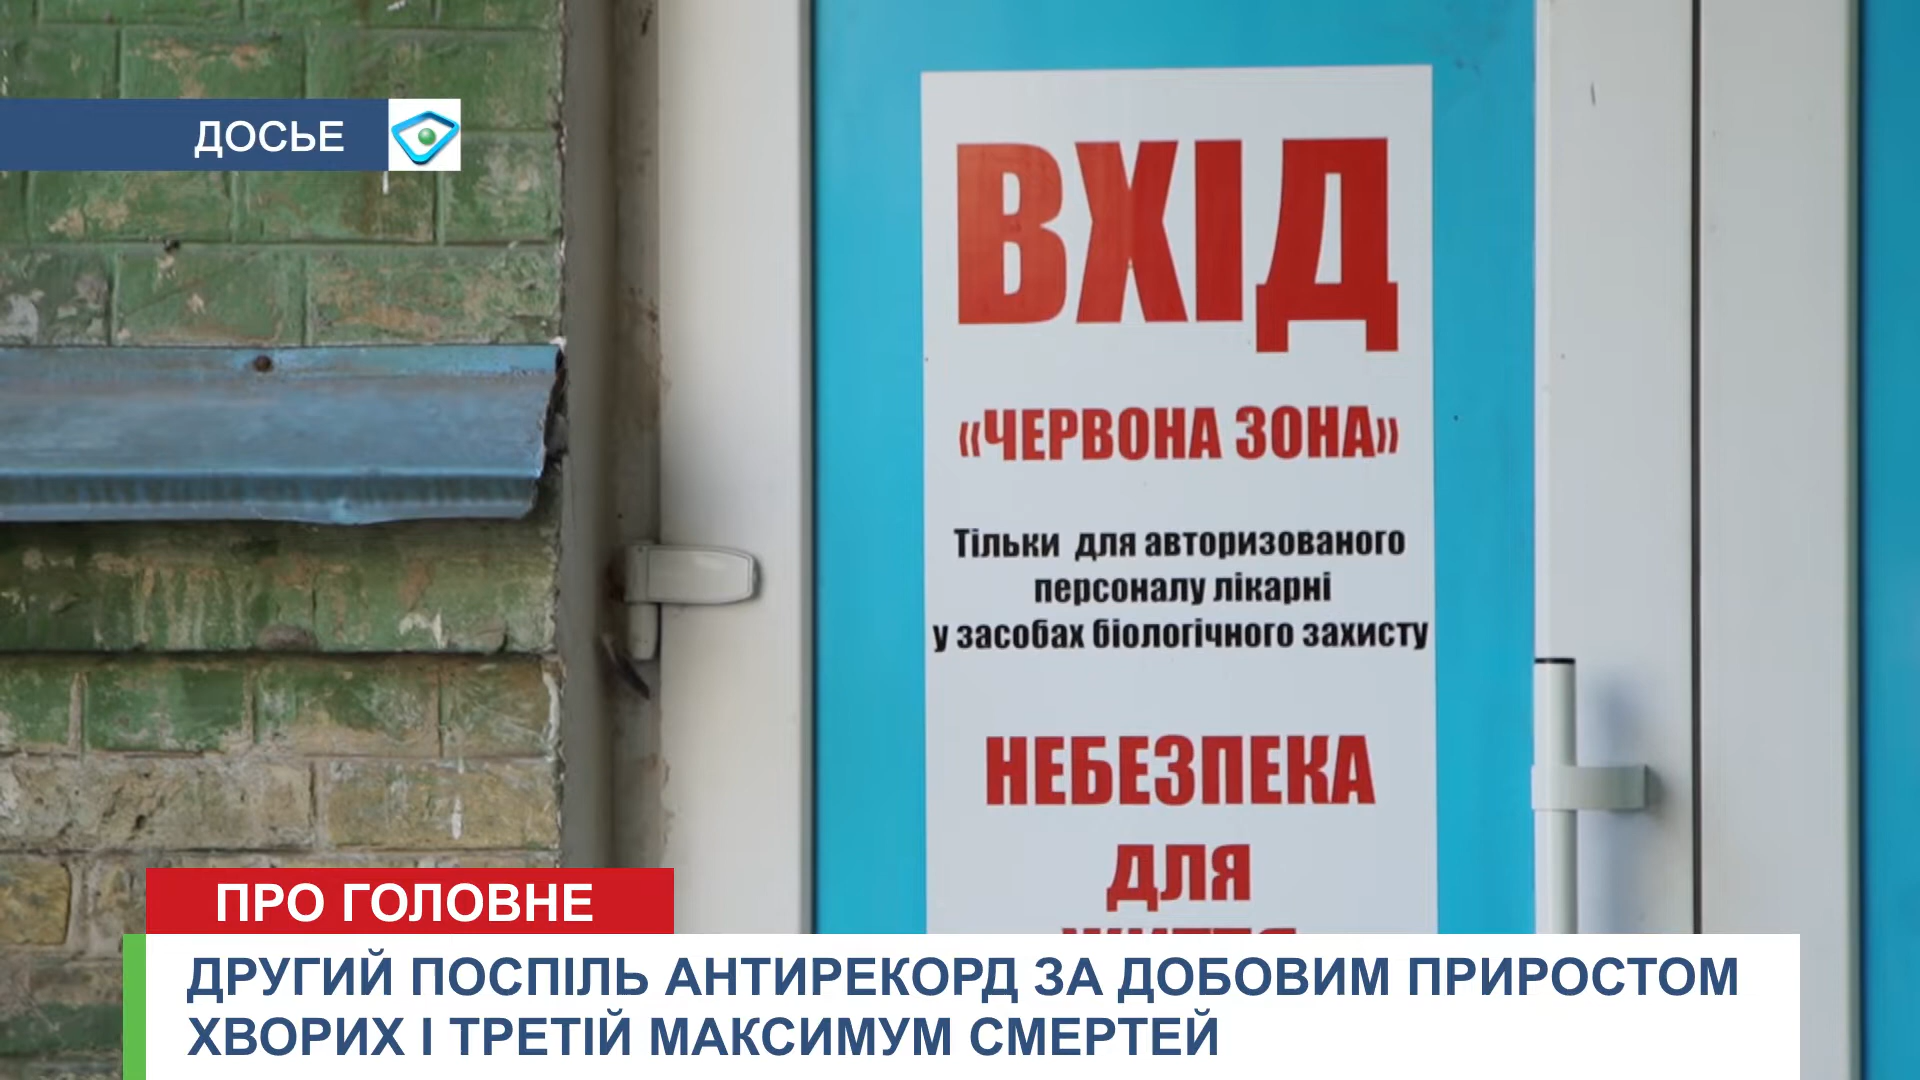 ДОСЬЕ
ВХІД
«ЧЕРВОНА ЗОНА»
Тільки для авторизованого
персоналу лікарні
у засобах біологічного захисту
НЕБЕЗПЕКА
ДЛЯ
ПРО ГОЛОВНЕ
ДРУГИЙ ПОСПІЛЬ АНТИРЕКОРД ЗА ДОБОВИМ ПРИРОСТОМ
ХВОРИХ І ТРЕТІЙ МАКСИМУМ СМЕРТЕЙ